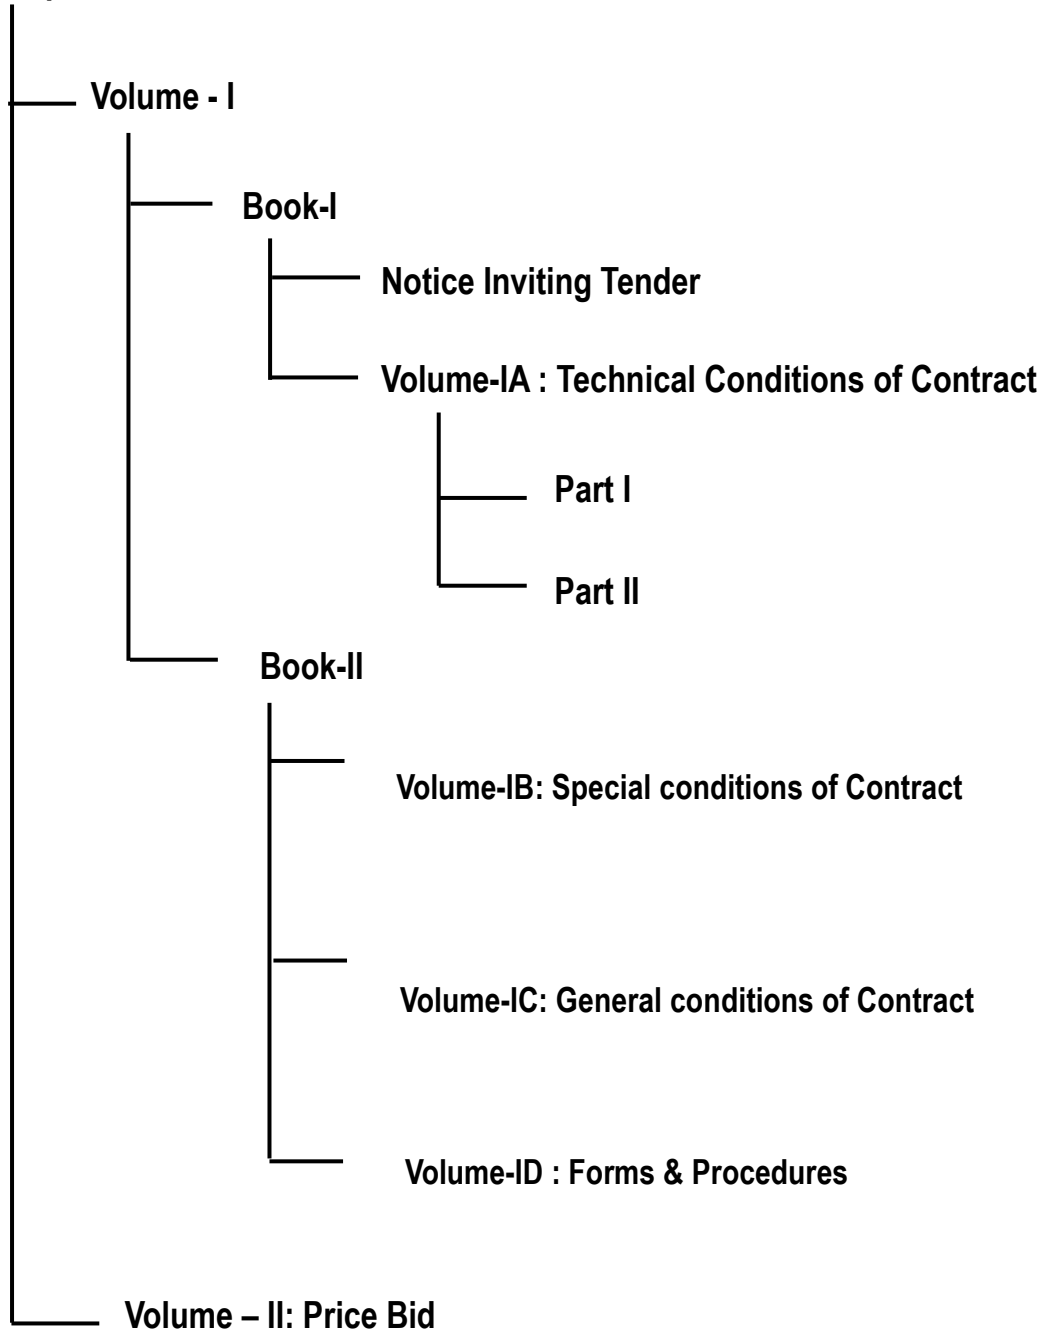 Volume - I
Book-I
Notice Inviting Tender
Volume-IA : Technical Conditions of Contract
Part I
Part II
Book-II
Volume-IB: Special conditions of Contract
Volume-IC: General conditions of Contract
Volume-ID : Forms & Procedures
Volume – II: Price Bid